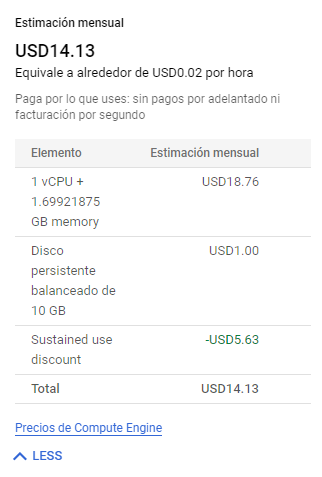 Estimación mensual
USD14.13
Equivale a alrededor de USD0.02 por hora
Paga por lo que uses: sin pagos por adelantado ni
facturación por segundo
Elemento Estimación mensual
1 vCPU + USD18.76
1.69921875
GB memory
Disco USD1.00
persistente
balanceado de
10 GB
Sustained use -USD5.63
discount
Total USD14.13
Precios de Compute Engine
LESS